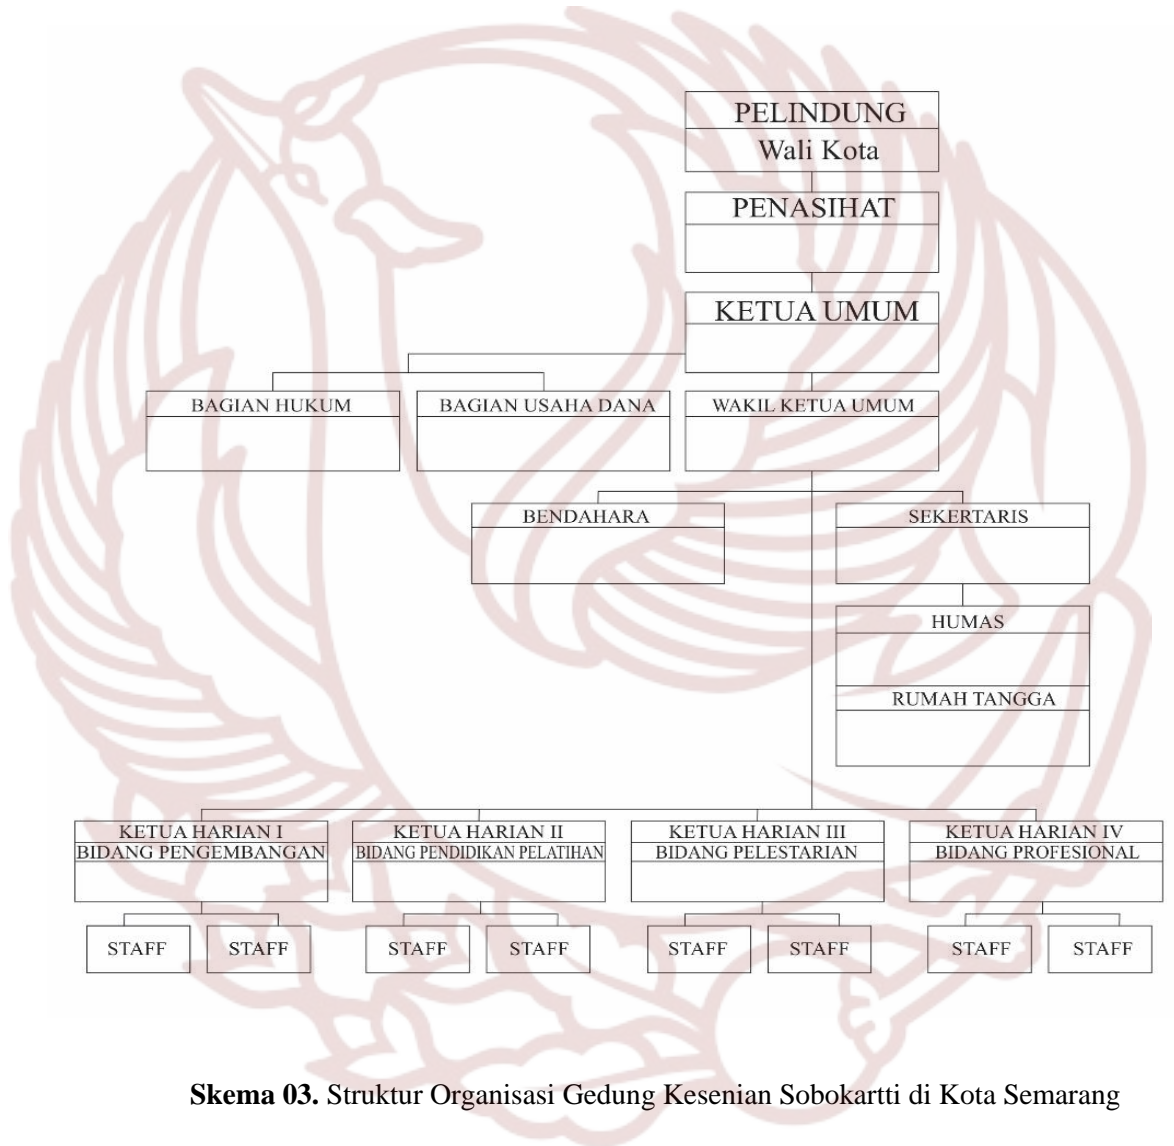 PELINDUNG
Wali Kota
PENASIHAT
KETUA UMUM
BAGIAN HUKUM
BAGIAN USAHA DANA
WAKIL KETUA UMUM
BENDAHARA
SEKERTARIS
HUMAS
RUMAH TANGGA
KETUA HARIAN I
BIDANG PENGEMBANGAN
KETUA HARIAN II
BIDANG PENDIDIKAN PELATIHAN
KETUA HARIAN III
BIDANG PELESTARIAN
KETUA HARIAN IV
BIDANG PROFESIONAL
STAFF
STAFF
STAFF
STAFF
STAFF
STAFF
STAFF
STAFF
Skema 03. Struktur Organisasi Gedung Kesenian Sobokartti di Kota Semarang